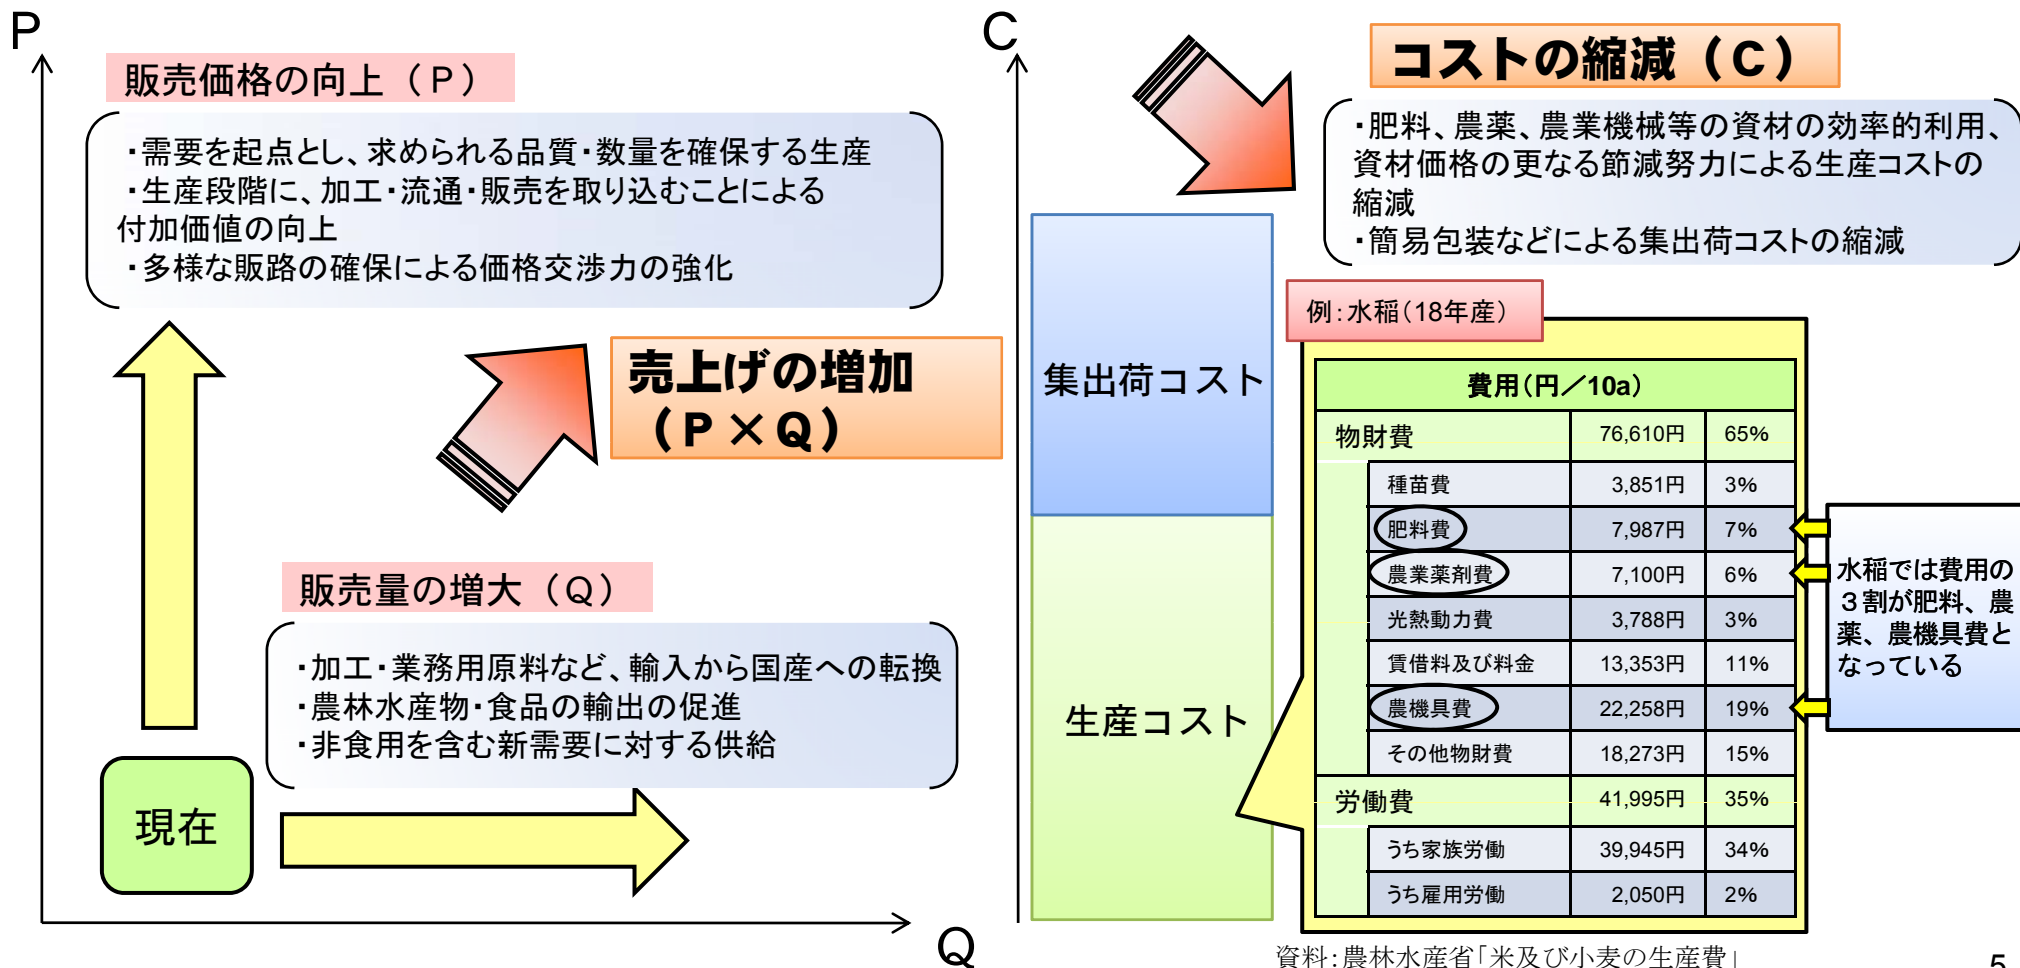 P
販売価格の向上（P）
・需要を起点とし、求められる品質・数量を確保する生産
・生産段階に、加工・流通・販売を取り込むことによる
付加価値の向上
・多様な販路の確保による価格交渉力の強化
売上げの増加
（P×Q）
販売量の増大（Q）
・加工・業務用原料など、輸入から国産への転換
・農林水産物・食品の輸出の促進
・非食用を含む新需要に対する供給
現在
Q
C
コストの縮減（C）
・肥料、農薬、農業機械等の資材の効率的利用、
資材価格の更なる節減努力による生産コストの
縮減
・簡易包装などによる集出荷コストの縮減
集出荷コスト
生産コスト
例：水稲（18年産）
費用（円／10a）
物財費 76,610円 65%
種苗費 3,851円 3%
肥料費 7,987円 7%
農業薬剤費 7,100円 6%
光熱動力費 3,788円 3%
賃借料及び料金 13,353円 11%
農機具費 22,258円 19%
その他物財費 18,273円 15%
労働費 41,995円 35%
うち家族労働 39,945円 34%
うち雇用労働 2,050円 2%
水稲では費用の
３割が肥料、農
薬、農機具費と
なっている
資料：農林水産省「米及び小麦の生産費」
5